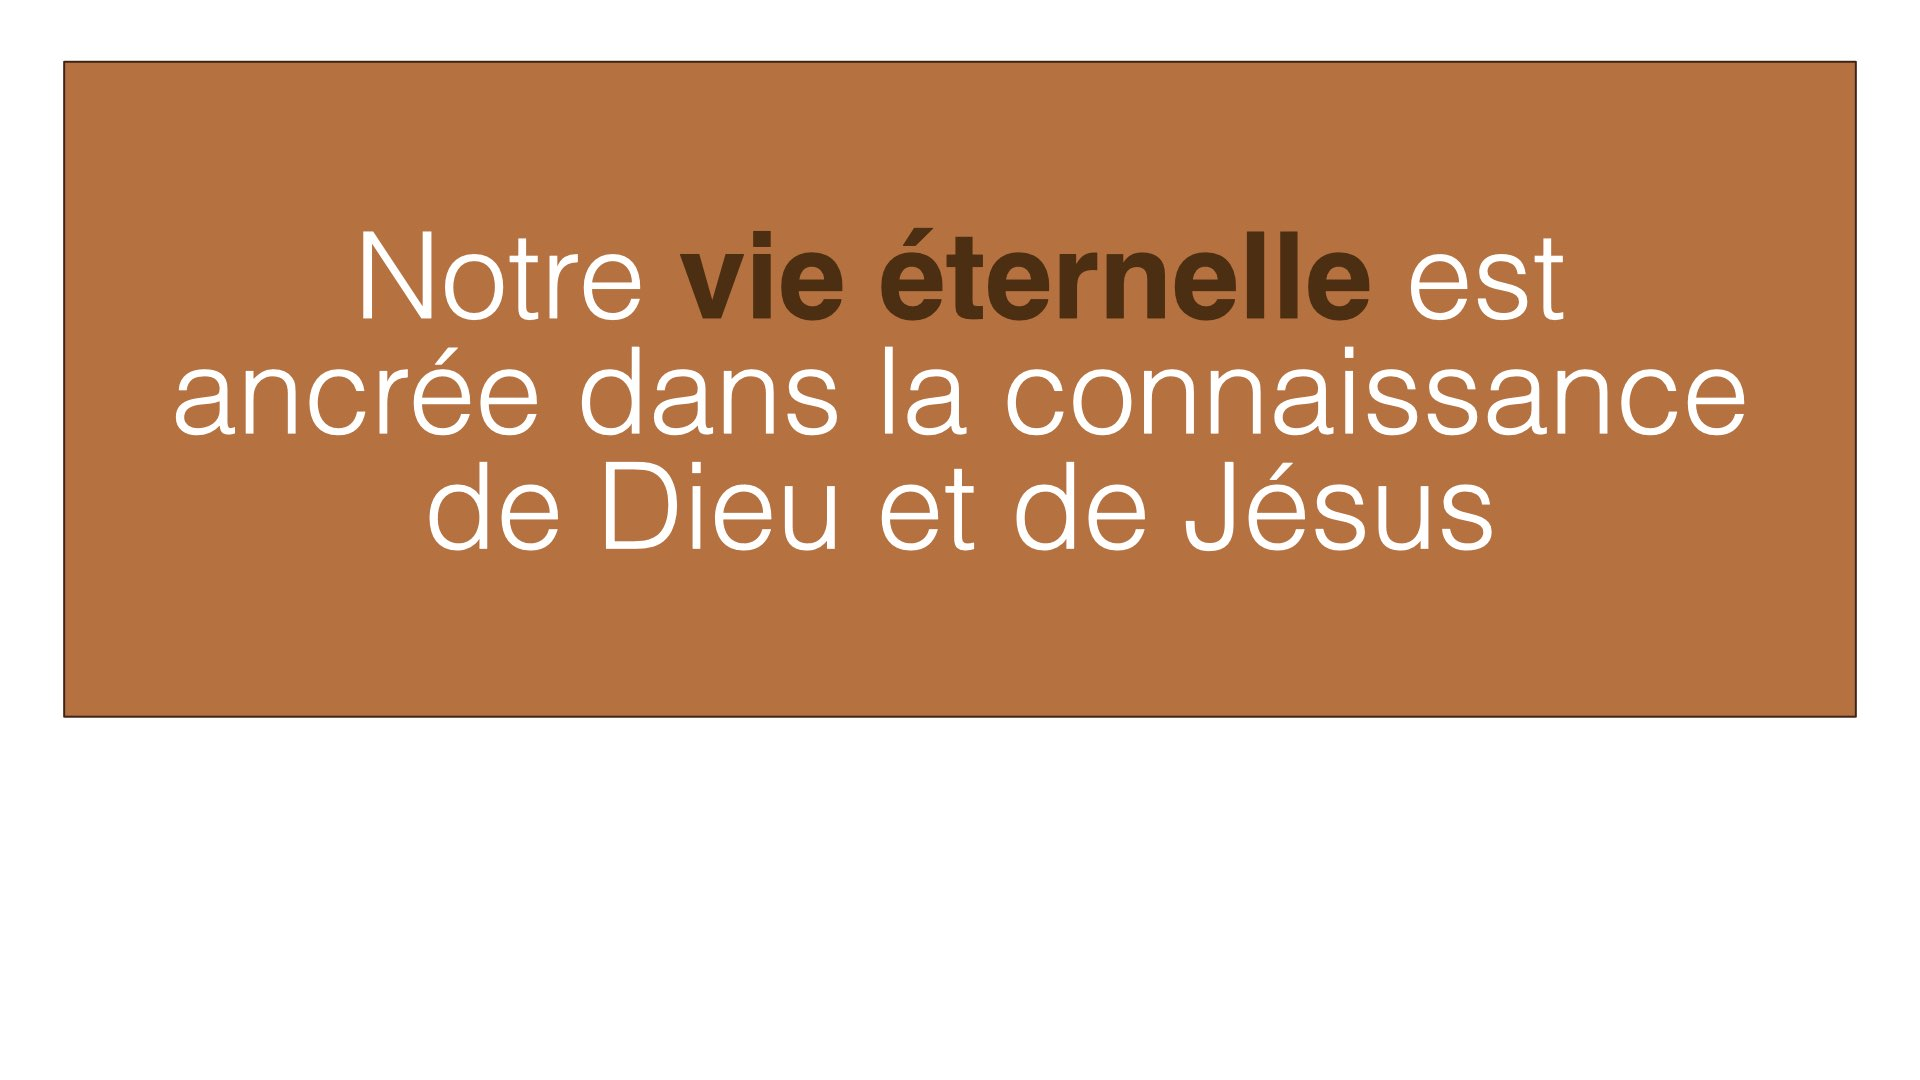 Notre vie éternelle est
ancrée dans la connaissance
de Dieu et de Jésus